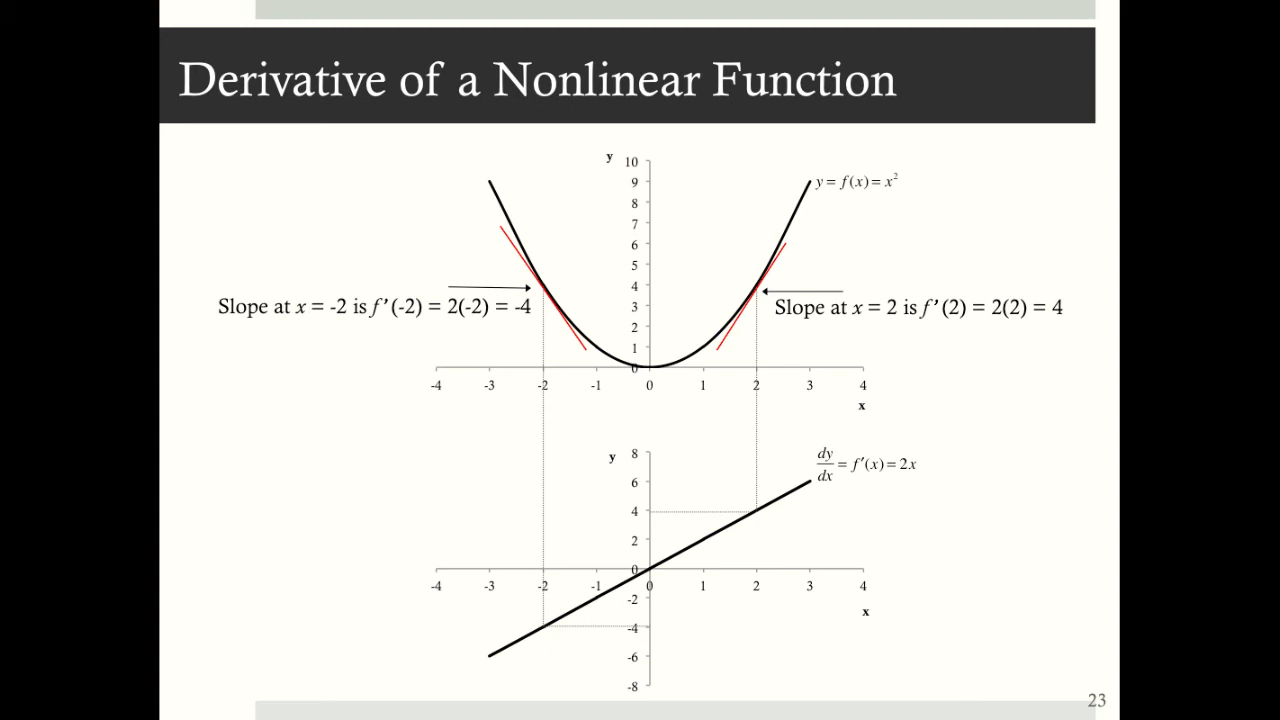 Derivative of a Nonlinear Function
y
10
9
8
7
6
5
4
3
2
1
0
y = f(x) = x²
Slope at x = -2 is f’(-2) = 2(-2) = -4
Slope at x = 2 is f’(2) = 2(2) = 4
-4 -3 -2 -1 0 1 2 3 4
x
y
8
6
4
2
0
-2
-4
-6
-8
dy/dx = f′(x) = 2x
-4 -3 -2 -1 0 1 2 3 4
x
23